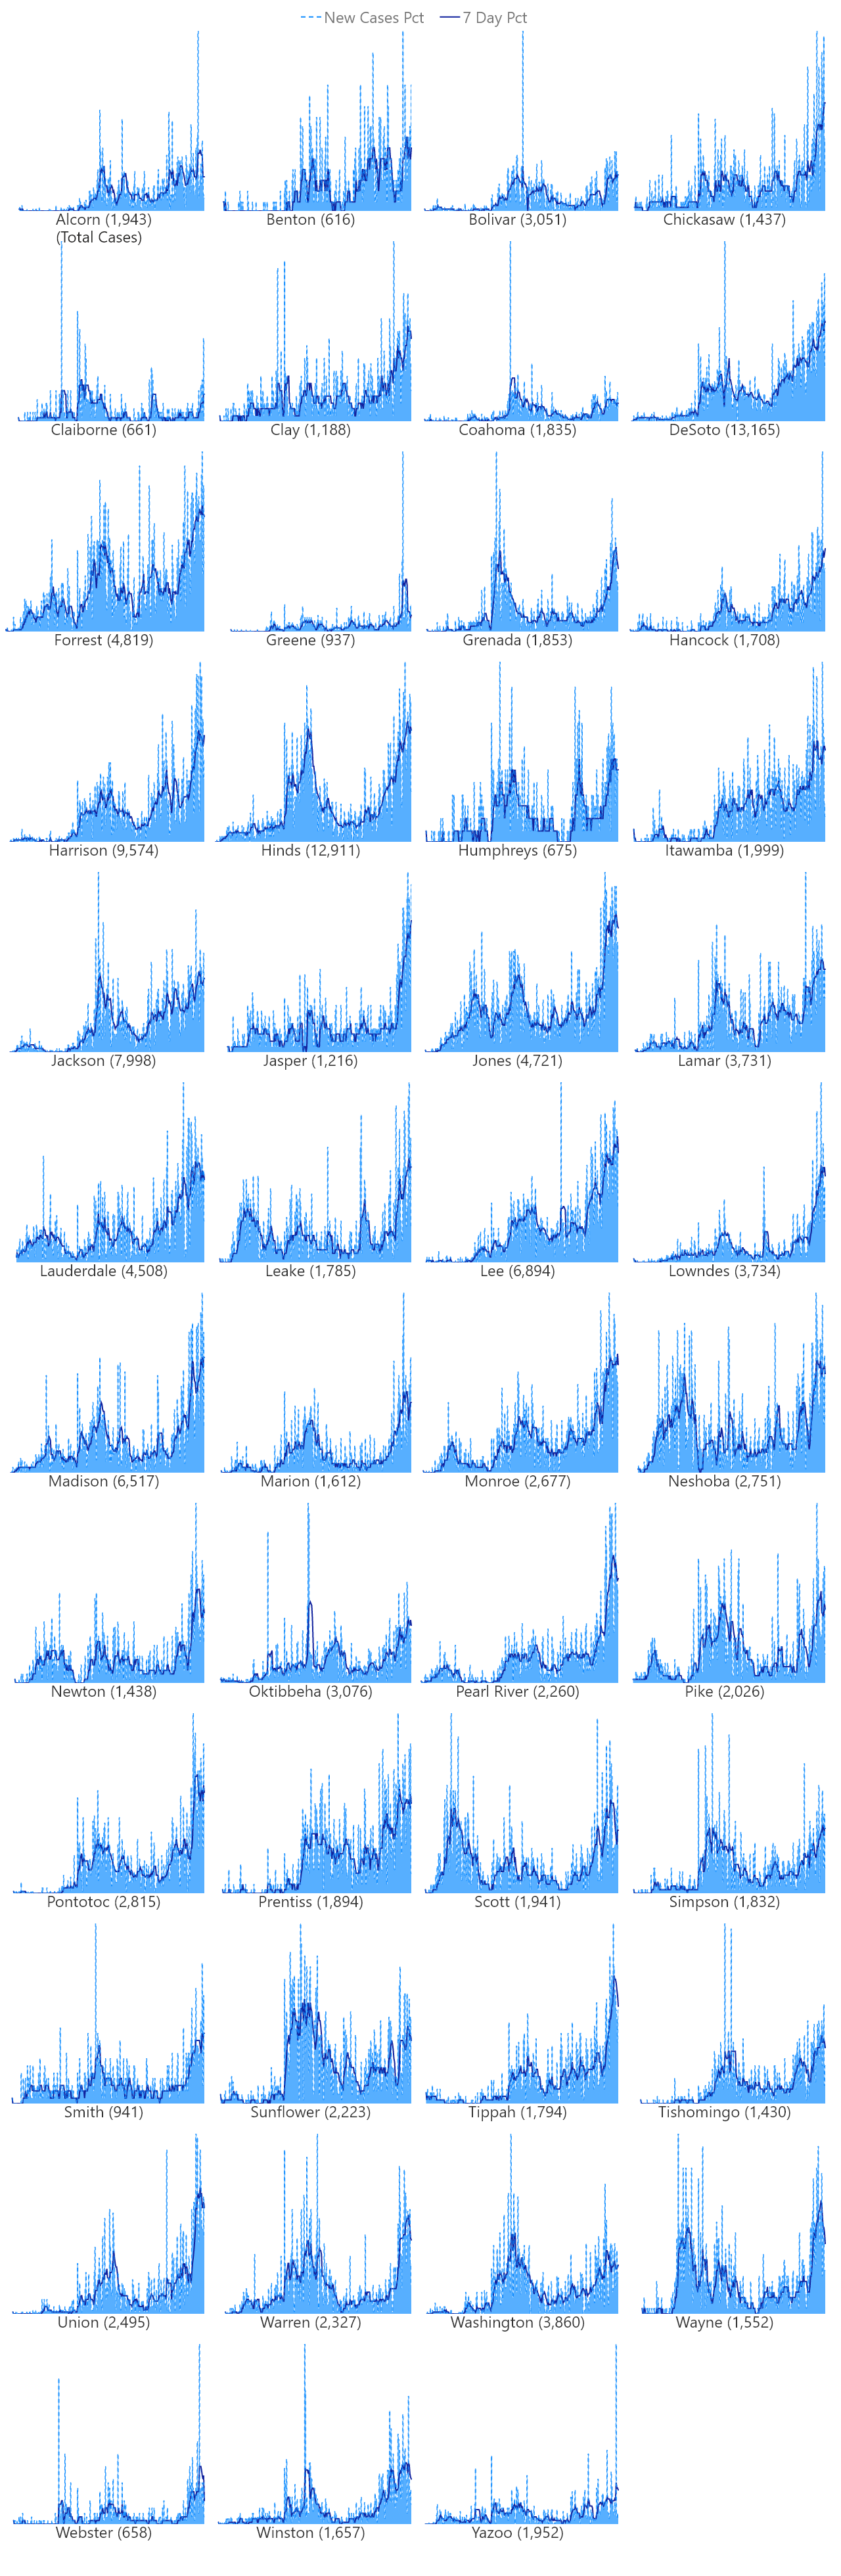 New Cases Pct 7 Day Pct
Alcorn (1,943) Benton (616) Bolivar (3,051) Chickasaw (1,437)
(Total Cases)
Claiborne (661) Clay (1,188) Coahoma (1,835) DeSoto (13,165)
Forrest (4,819) Greene (937) Grenada (1,853) Hancock (1,708)
Harrison (9,574) Hinds (12,911) Humphreys (675) Itawamba (1,999)
Jackson (7,998) Jasper (1,216) Jones (4,721) Lamar (3,731)
Lauderdale (4,508) Leake (1,785) Lee (6,894) Lowndes (3,734)
Madison (6,517) Marion (1,612) Monroe (2,677) Neshoba (2,751)
Newton (1,438) Oktibbeha (3,076) Pearl River (2,260) Pike (2,026)
Pontotoc (2,815) Prentiss (1,894) Scott (1,941) Simpson (1,832)
Smith (941) Sunflower (2,223) Tippah (1,794) Tishomingo (1,430)
Union (2,495) Warren (2,327) Washington (3,860) Wayne (1,552)
Webster (658) Winston (1,657) Yazoo (1,952)